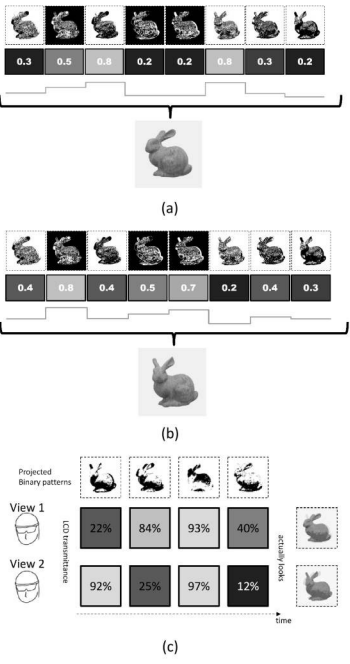 0.3 0.5 0.8 0.2 0.2 0.8 0.3 0.2
(a)
0.4 0.8 0.4 0.5 0.7 0.2 0.4 0.3
(b)
Projected
Binary patterns
View 1
LCD transmittance
22% 84% 93% 40%
actually looks
View 2
92% 25% 97% 12%
time
(c)